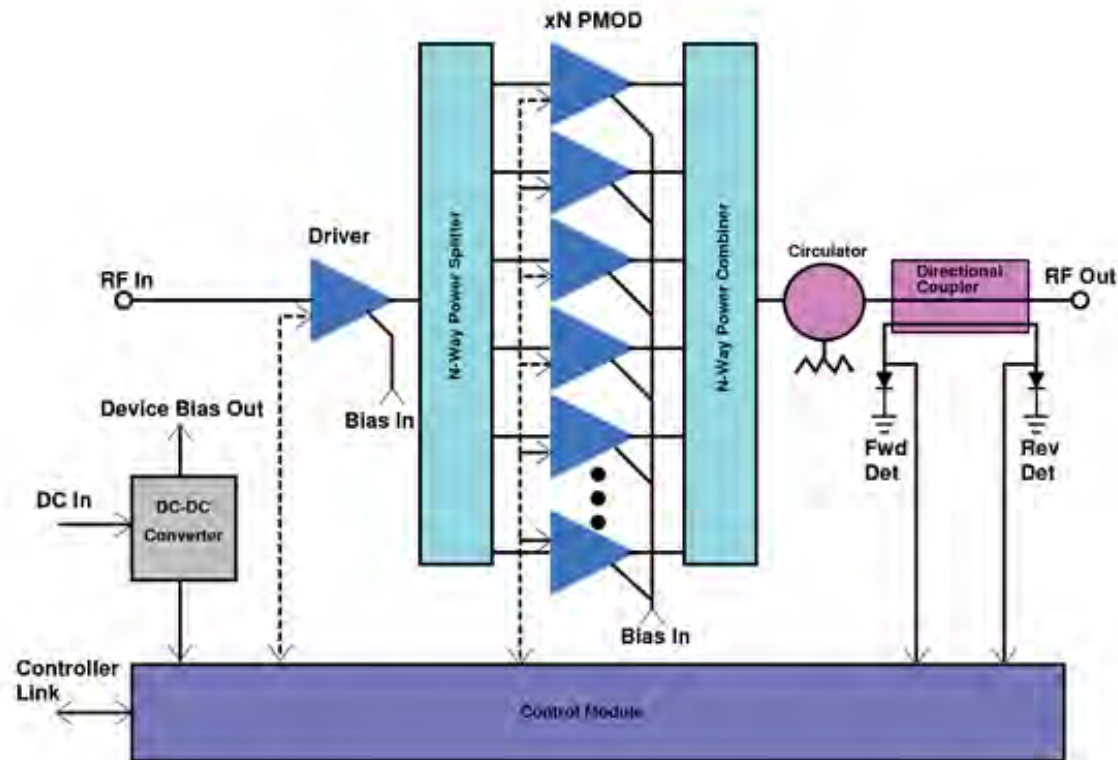 xN PMOD
Driver
RF In
N-Way Power Splitter
N-Way Power Combiner
Circulator
Directional
Coupler
RF Out
Bias In
Device Bias Out
Fwd
Det
Rev
Det
DC In
DC-DC
Converter
Bias In
Controller
Link
Control Module